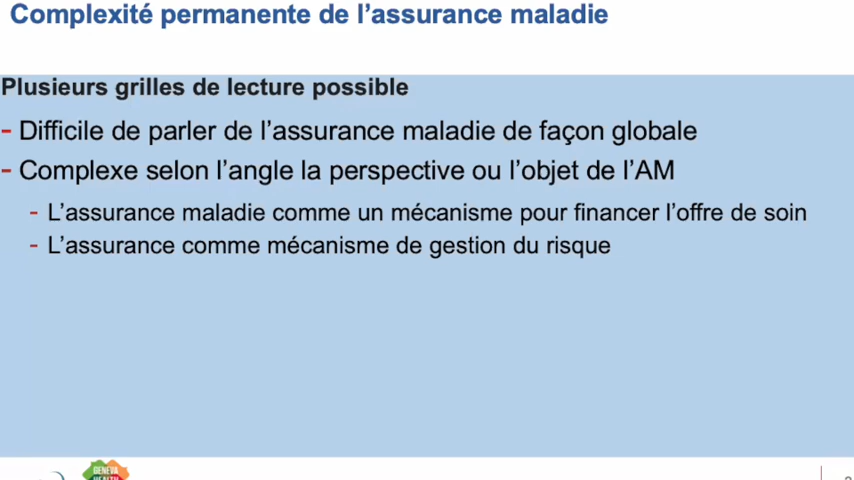 Complexité permanente de l'assurance maladie
Plusieurs grilles de lecture possible
- Difficile de parler de l'assurance maladie de façon globale
- Complexe selon l'angle la perspective ou l'objet de l'AM
- L'assurance maladie comme un mécanisme pour financer l'offre de soin
- L'assurance comme mécanisme de gestion du risque
GENEVA
HEALTH